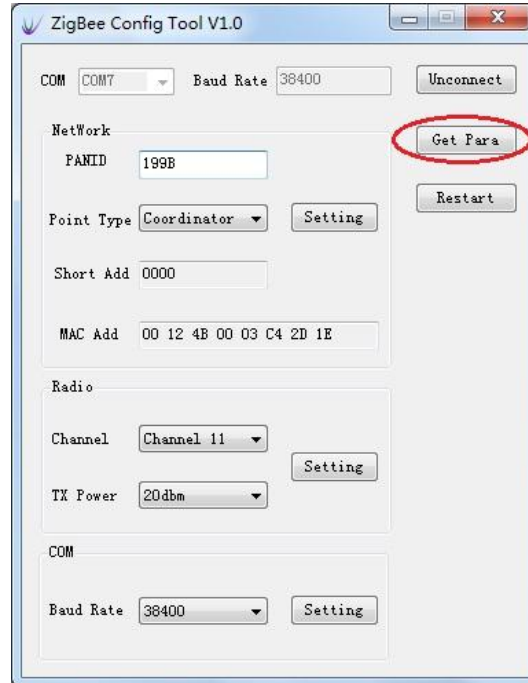 ZigBee Config Tool V1.0
COM COM7 Baud Rate 38400 Unconnect
NetWork
Get Para
PANID 199B
Restart
Point Type Coordinator Setting
Short Add 0000
MAC Add 00 12 4B 00 03 C4 2D 1E
Radio
Channel Channel 11
Setting
TX Power 20dbm
COM
Baud Rate 38400 Setting